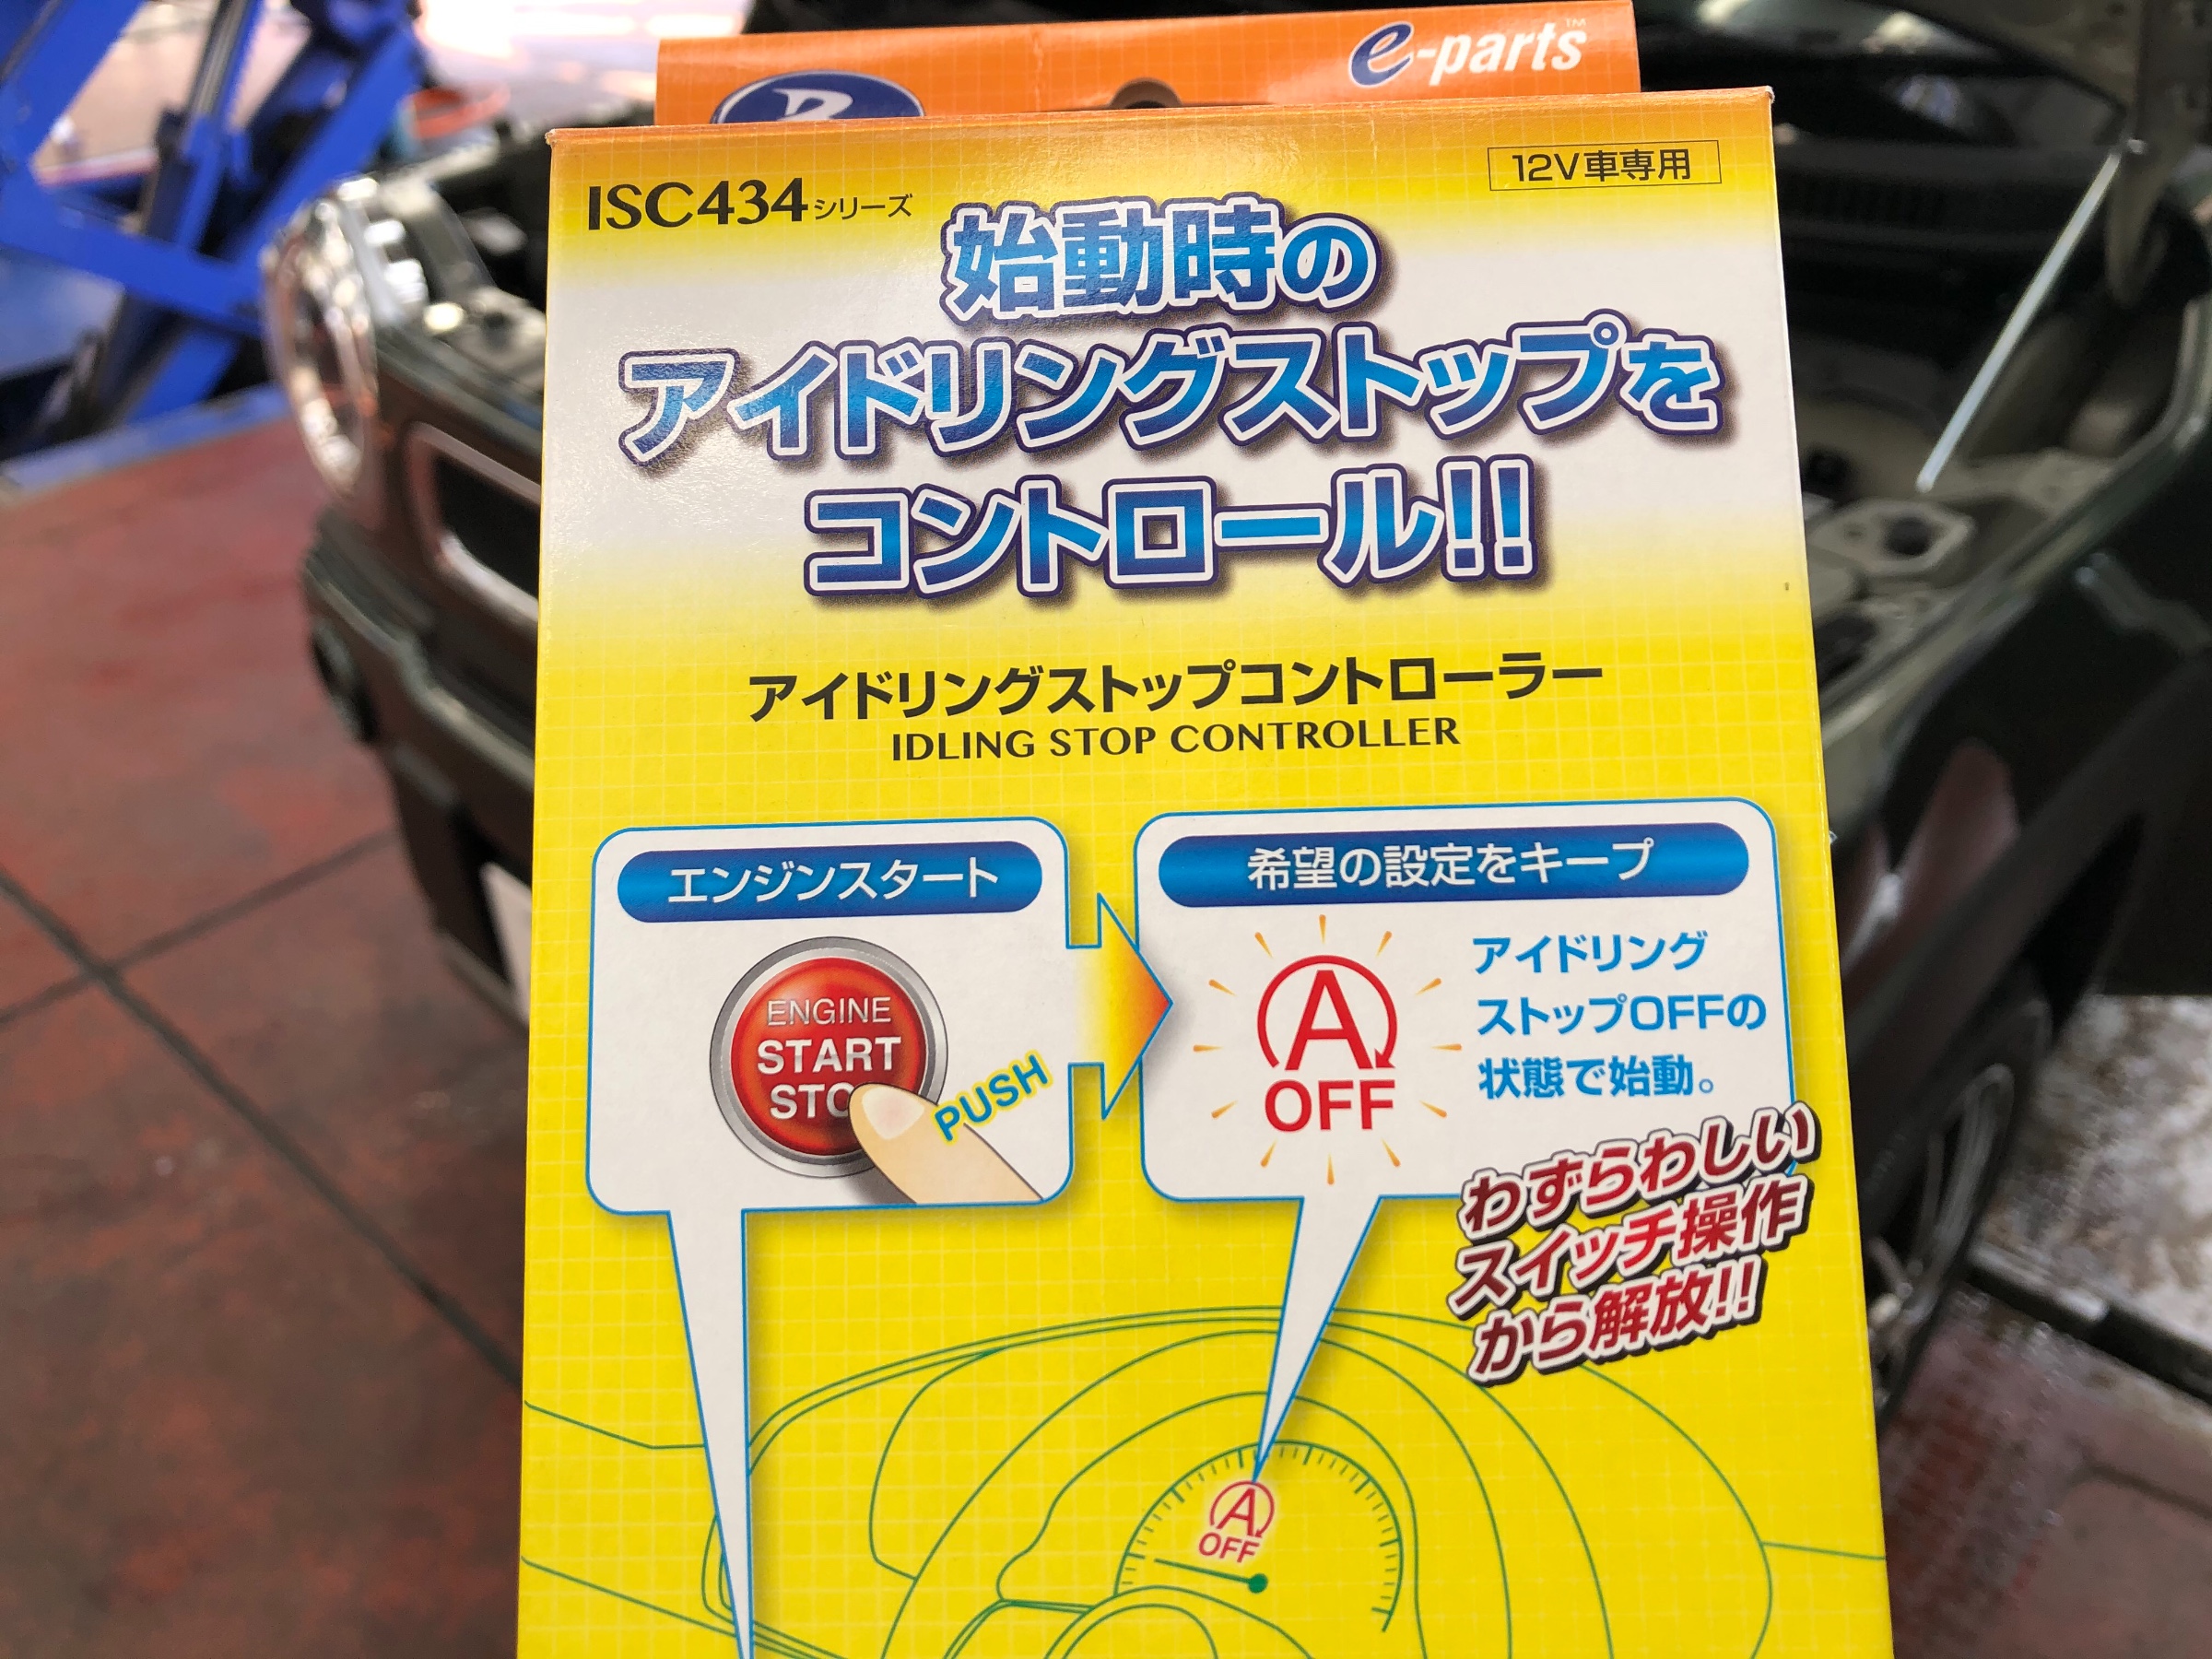 e-parts™
ISC434シリーズ
12V車専用
始動時の
アイドリングストップを
コントロール!!
アイドリングストップコントローラー
IDLING STOP CONTROLLER
エンジンスタート
ENGINE
START
STO
PUSH
希望の設定をキープ
A
OFF
アイドリング
ストップOFFの
状態で始動。
わずらわしい
スイッチ操作
から解放!!
A
OFF